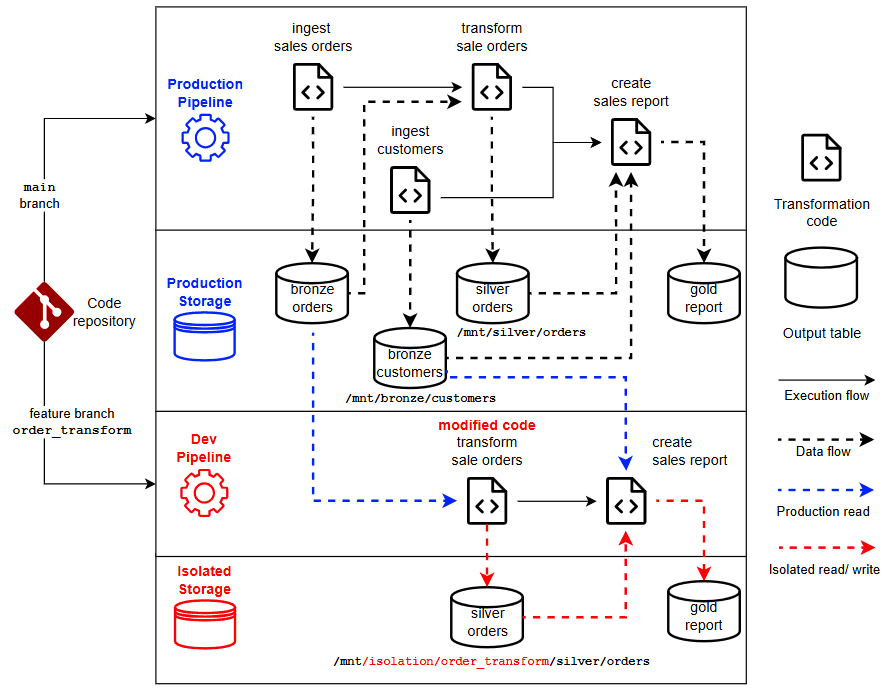 ingest
sales orders
transform
sale orders
create
sales report
Production
Pipeline
ingest
customers
main
branch
Transformation
code
Production
Storage
bronze
orders
silver
orders
gold
report
Code
repository
/mnt/silver/orders
Output table
bronze
customers
/mnt/bronze/customers
Execution flow
feature branch
order_transform
modified code
transform
sale orders
create
sales report
Dev
Pipeline
Data flow
Production read
Isolated read/ write
Isolated
Storage
silver
orders
gold
report
/mnt/isolation/order_transform/silver/orders